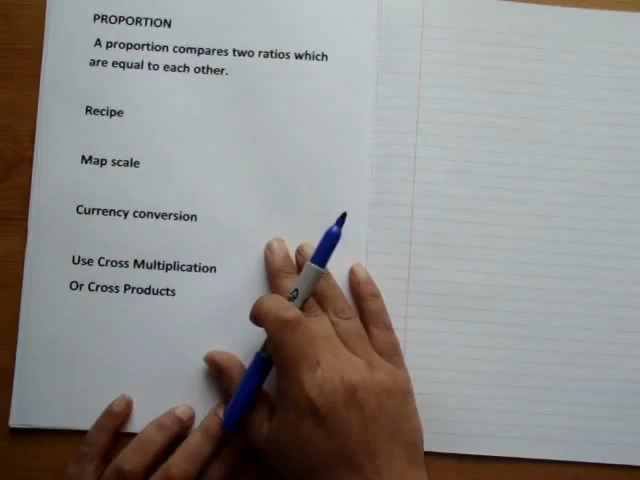 PROPORTION
A proportion compares two ratios which
are equal to each other.
Recipe
Map scale
Currency conversion
Use Cross Multiplication
Or Cross Products